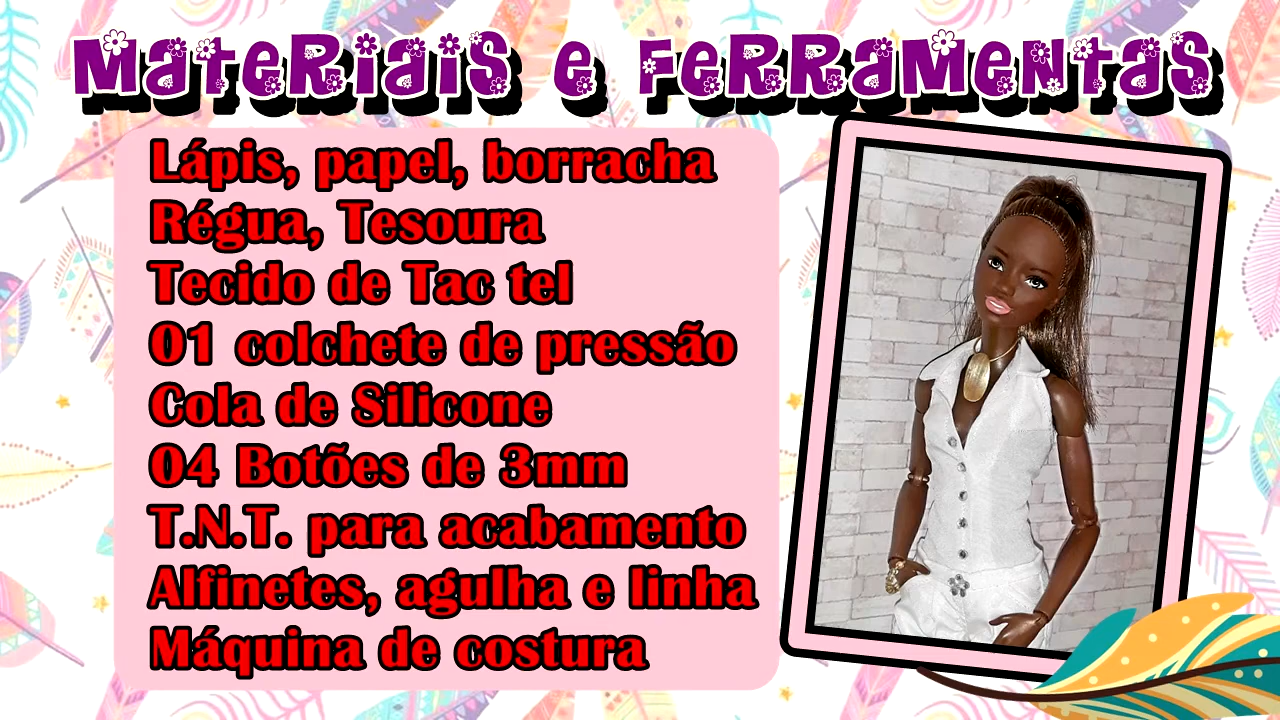 Materiais e Ferramentas
Lápis, papel, borracha
Régua, Tesoura
Tecido de Tac tel
01 colchete de pressão
Cola de Silicone
04 Botões de 3mm
T.N.T. para acabamento
Alfinetes, agulha e linha
Máquina de costura